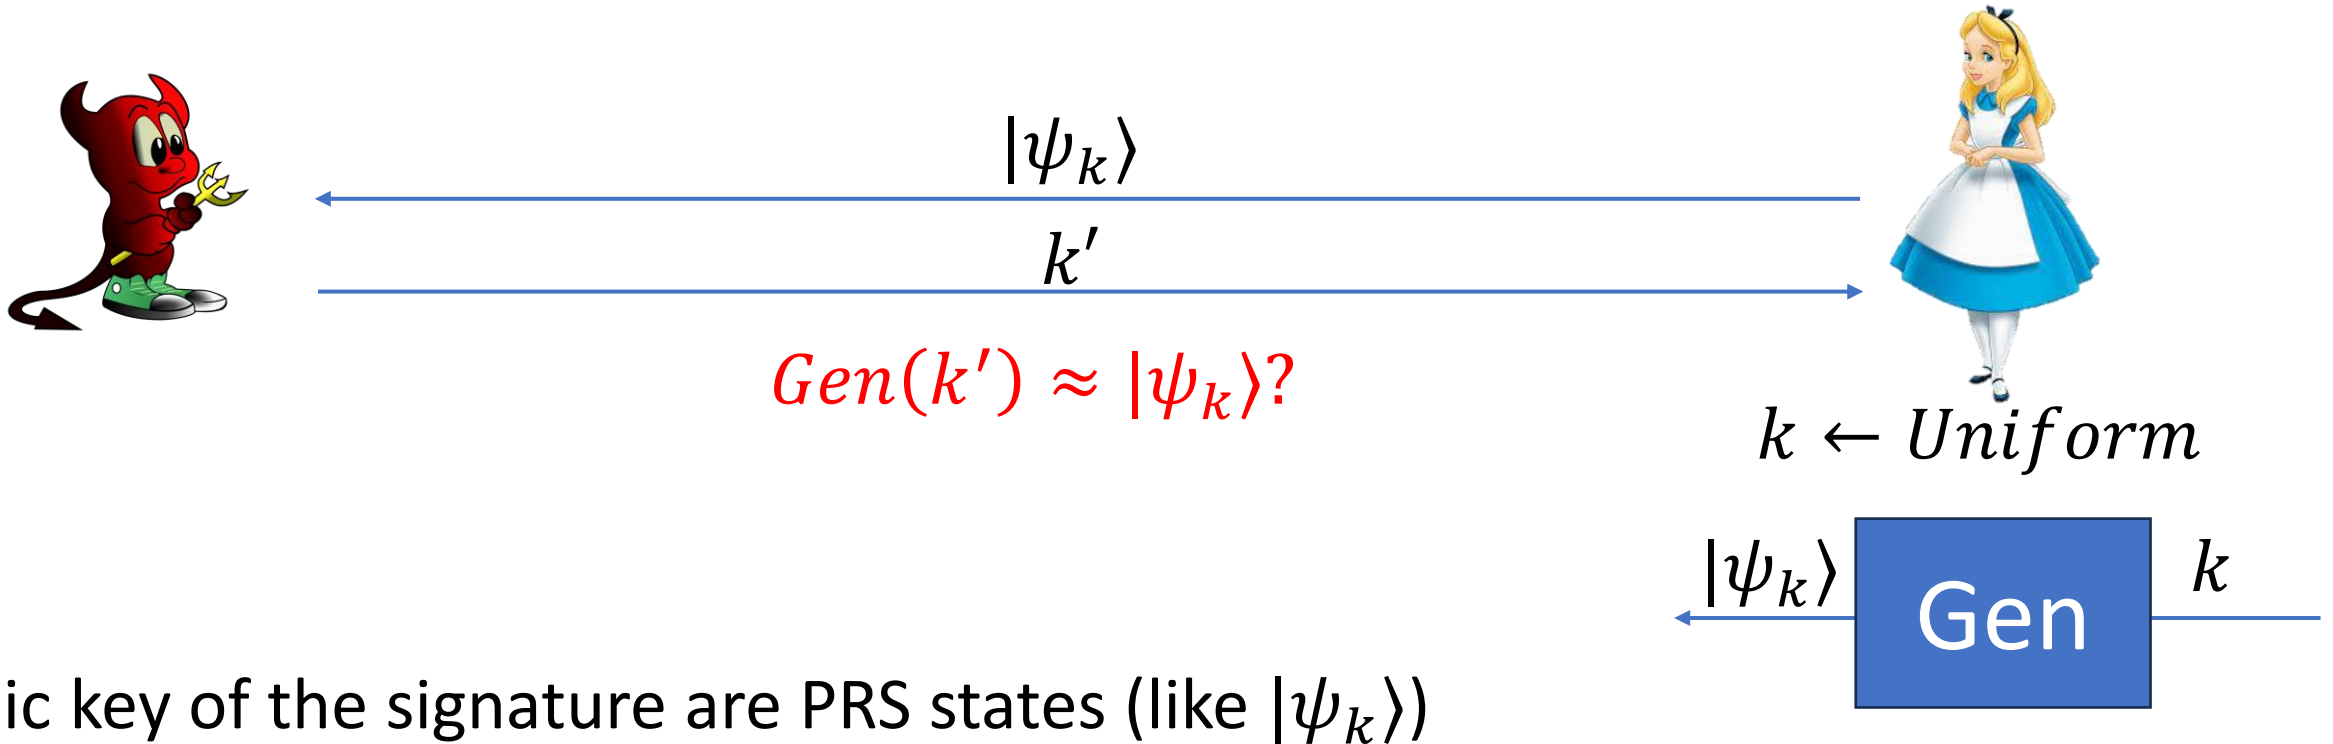 |ψ_k⟩
k′
Gen(k′) ≈ |ψ_k⟩?
k ← Uniform
|ψ_k⟩ Gen k
ic key of the signature are PRS states (like |ψ_k⟩)